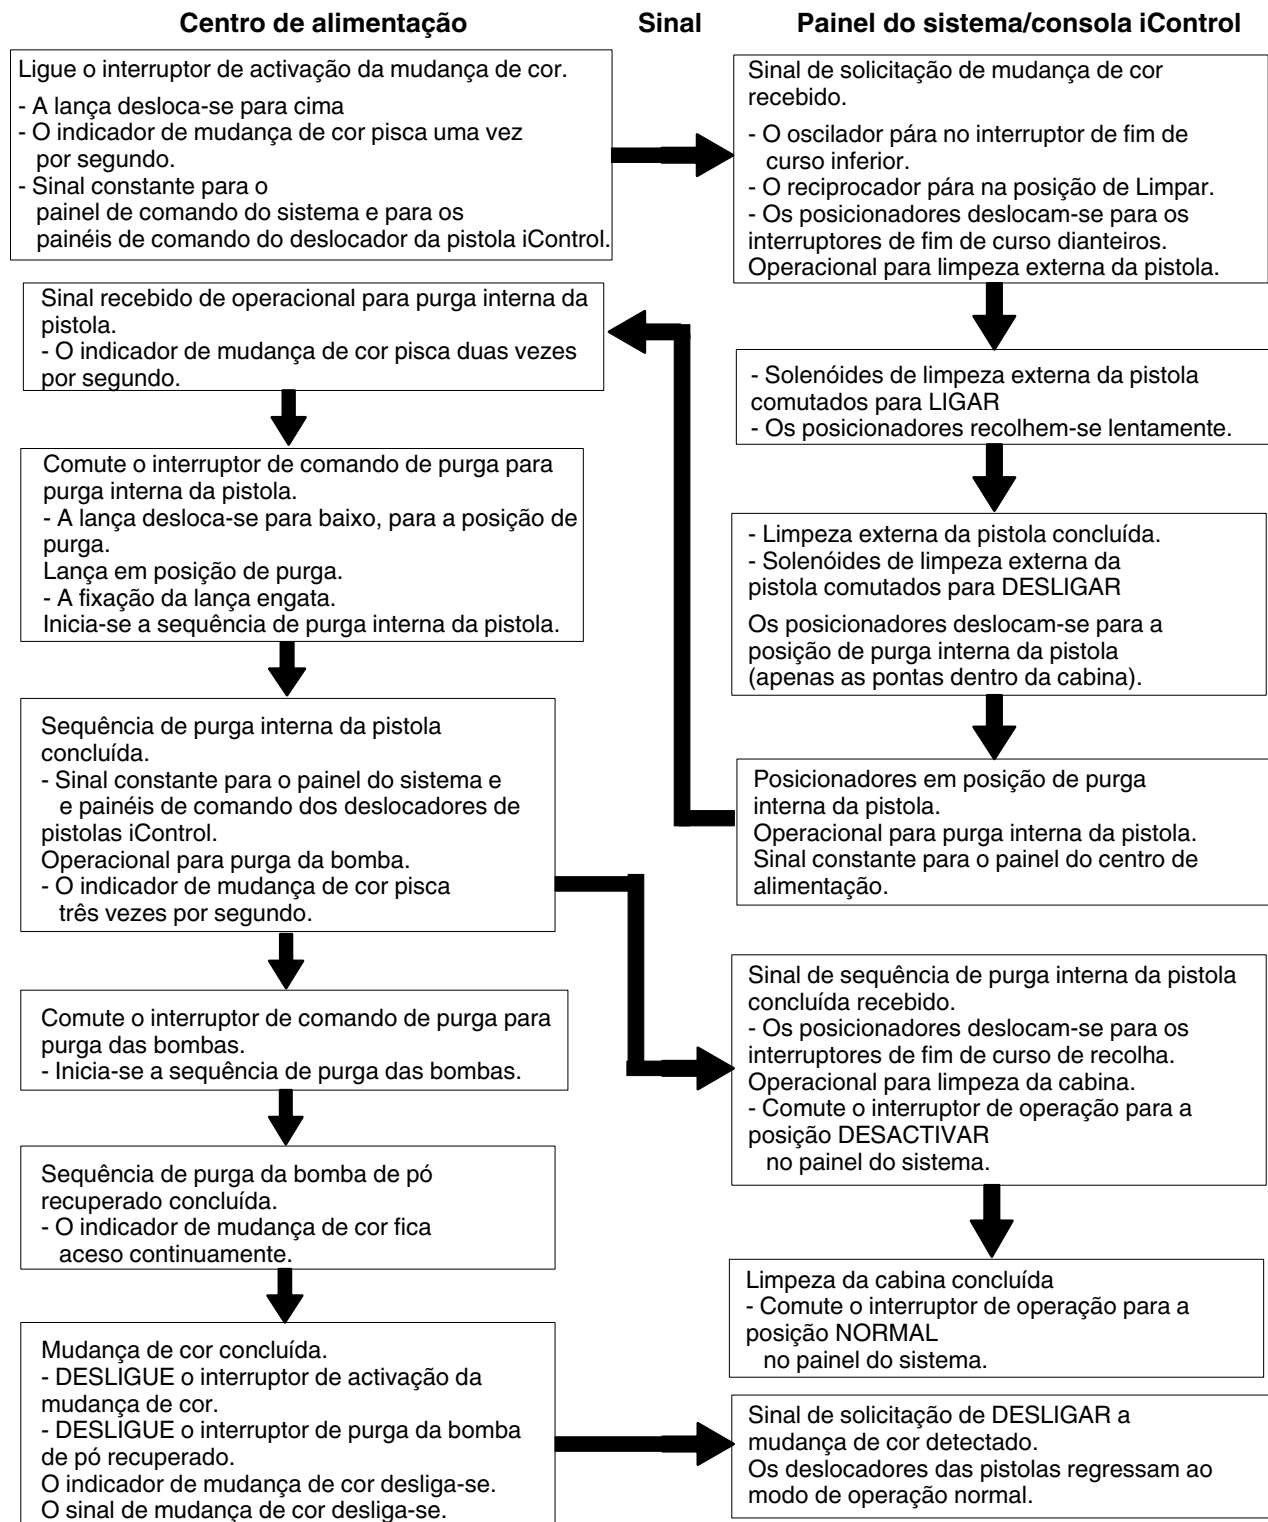 Centro de alimentação
Sinal
Painel do sistema/consola iControl
Ligue o interruptor de activação da mudança de cor.
- A lança desloca-se para cima
- O indicador de mudança de cor pisca uma vez
por segundo.
- Sinal constante para o
painel de comando do sistema e para os
painéis de comando do deslocador da pistola iControl.
Sinal de solicitação de mudança de cor
recebido.
- O oscilador pára no interruptor de fim de
curso inferior.
- O reciprocador pára na posição de Limpar.
- Os posicionadores deslocam-se para os
interruptores de fim de curso dianteiros.
Operacional para limpeza externa da pistola.
Sinal recebido de operacional para purga interna da
pistola.
- O indicador de mudança de cor pisca duas vezes
por segundo.
- Solenóides de limpeza externa da pistola
comutados para LIGAR
- Os posicionadores recolhem-se lentamente.
Comute o interruptor de comando de purga para
purga interna da pistola.
- A lança desloca-se para baixo, para a posição de
purga.
Lança em posição de purga.
- A fixação da lança engata.
Inicia-se a sequência de purga interna da pistola.
- Limpeza externa da pistola concluída.
- Solenóides de limpeza externa da
pistola comutados para DESLIGAR
Os posicionadores deslocam-se para a
posição de purga interna da pistola
(apenas as pontas dentro da cabina).
Sequência de purga interna da pistola
concluída.
- Sinal constante para o painel do sistema e
e painéis de comando dos deslocadores de
pistolas iControl.
Operacional para purga da bomba.
- O indicador de mudança de cor pisca
três vezes por segundo.
Posicionadores em posição de purga
interna da pistola.
Operacional para purga interna da pistola.
Sinal constante para o painel do centro de
alimentação.
Comute o interruptor de comando de purga para
purga das bombas.
- Inicia-se a sequência de purga das bombas.
Sinal de sequência de purga interna da pistola
concluída recebido.
- Os posicionadores deslocam-se para os
interruptores de fim de curso de recolha.
Operacional para limpeza da cabina.
- Comute o interruptor de operação para a
posição DESACTIVAR
no painel do sistema.
Sequência de purga da bomba de pó
recuperado concluída.
- O indicador de mudança de cor fica
aceso continuamente.
Limpeza da cabina concluída
- Comute o interruptor de operação para a
posição NORMAL
no painel do sistema.
Mudança de cor concluída.
- DESLIGUE o interruptor de activação da
mudança de cor.
- DESLIGUE o interruptor de purga da bomba
de pó recuperado.
O indicador de mudança de cor desliga-se.
O sinal de mudança de cor desliga-se.
Sinal de solicitação de DESLIGAR a
mudança de cor detectado.
Os deslocadores das pistolas regressam ao
modo de operação normal.